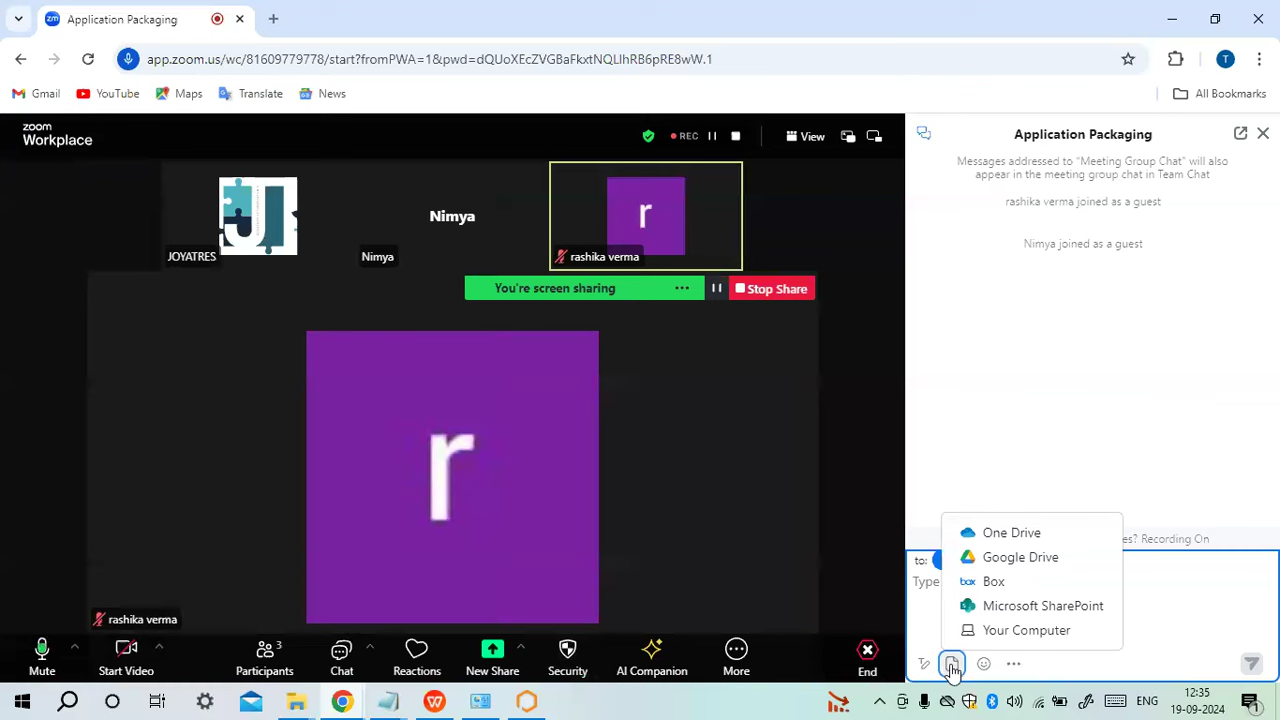 zm Application Packaging
app.zoom.us/wc/81609779778/start?fromPWA=1&pwd=dQUoXEcZVGBaFkxtNQLlhRB6pRE8wW.1
T
Gmail YouTube Maps Translate News All Bookmarks
zoom
Workplace
REC View
Application Packaging
Messages addressed to "Meeting Group Chat" will also
appear in the meeting group chat in Team Chat
rashika verma joined as a guest
Nimya joined as a guest
J
r
Nimya
JOYATRES
Nimya
rashika verma
You're screen sharing ... Stop Share
r
rashika verma
es? Recording On
to:
Type
One Drive
Google Drive
box Box
Microsoft SharePoint
Your Computer
Mute Start Video Participants 3 Chat Reactions New Share Security AI Companion More End
ENG
12:35
19-09-2024
1